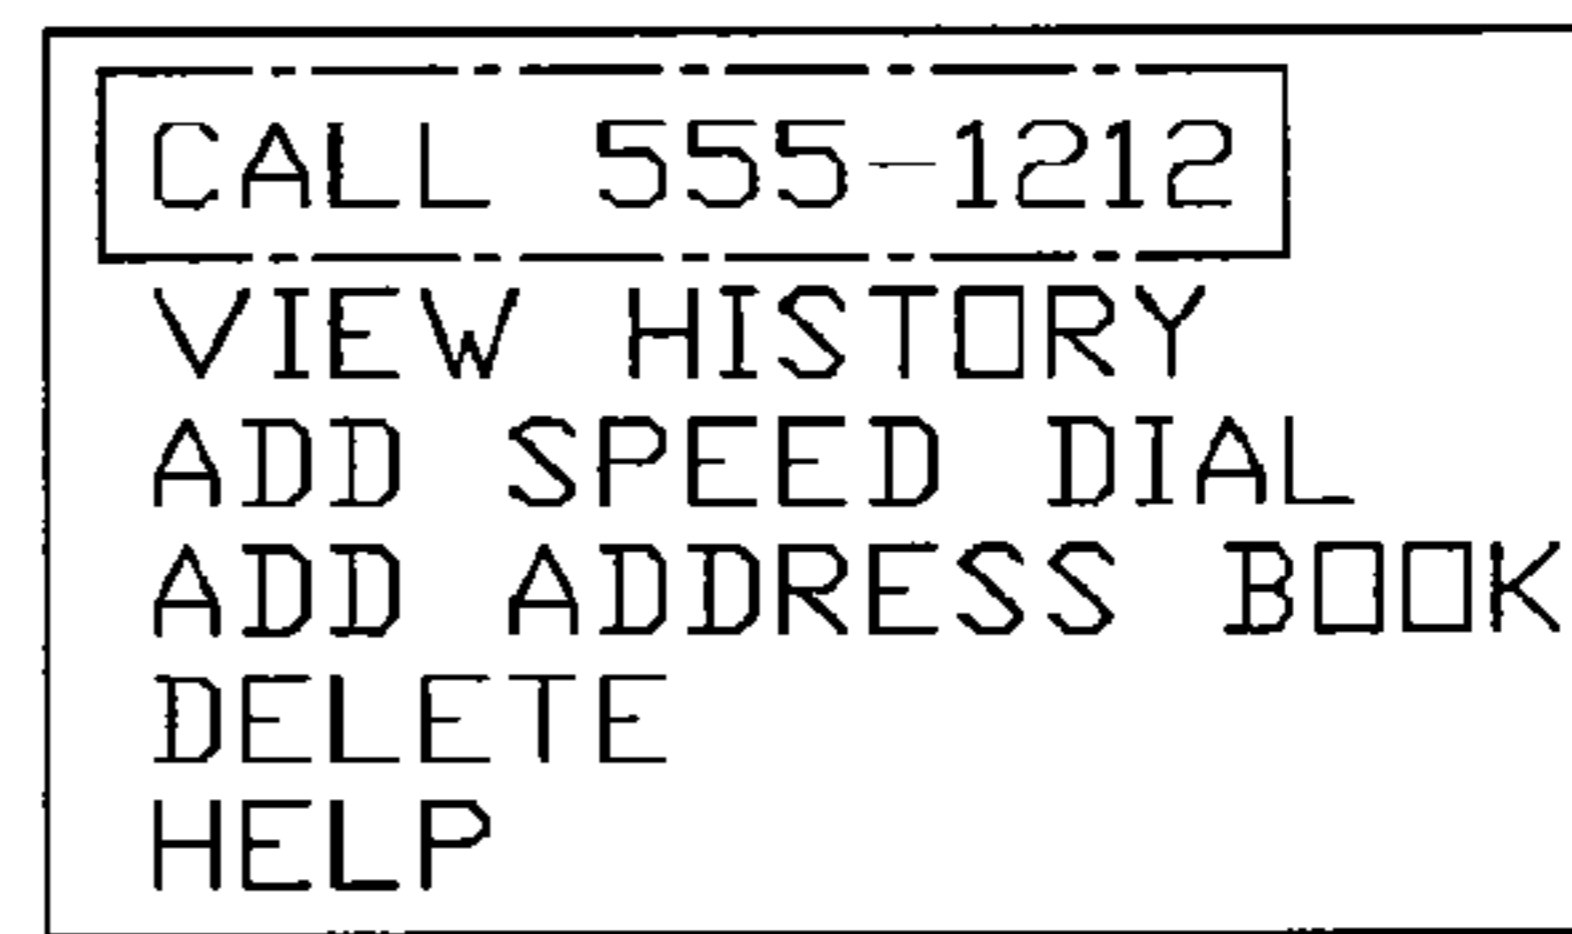 CALL 555-1212
VIEW HISTORY
ADD SPEED DIAL
ADD ADDRESS BOOK
DELETE
HELP